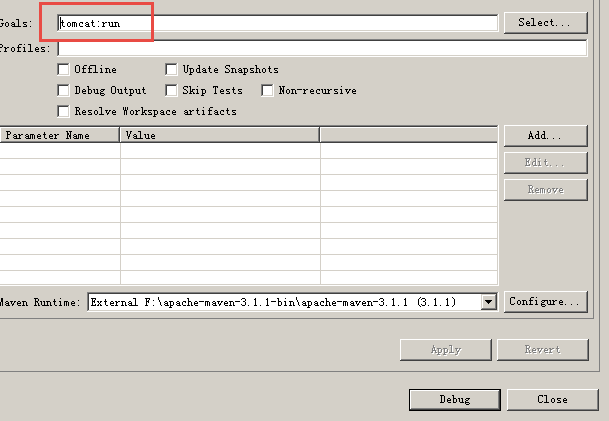 Goals: tomcat:run Select...
Profiles:
Offline Update Snapshots
Debug Output Skip Tests Non-recursive
Resolve Workspace artifacts
Parameter Name Value Add...
Edit...
Remove
Maven Runtime: External F:\apache-maven-3.1.1-bin\apache-maven-3.1.1 (3.1.1) Configure...
Apply Revert
Debug Close